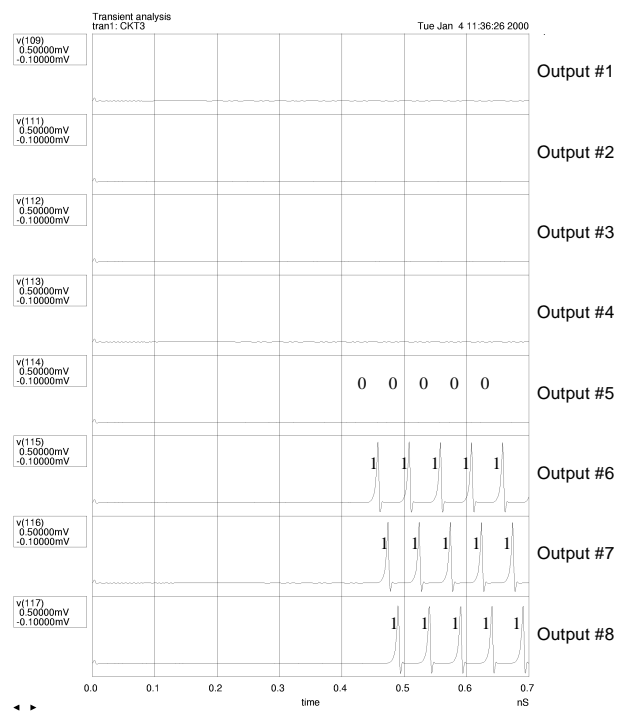 Transient analysis
tran1: CKT3 Tue Jan 4 11:36:26 2000
v(109)
0.50000mV
-0.10000mV
Output #1
v(111)
0.50000mV
-0.10000mV
Output #2
v(112)
0.50000mV
-0.10000mV
Output #3
v(113)
0.50000mV
-0.10000mV
Output #4
v(114)
0.50000mV
-0.10000mV
0 0 0 0 0
Output #5
v(115)
0.50000mV
-0.10000mV
1 1 1 1 1
Output #6
v(116)
0.50000mV
-0.10000mV
1 1 1 1 1
Output #7
v(117)
0.50000mV
-0.10000mV
1 1 1 1 1
Output #8
0.0 0.1 0.2 0.3 0.4 0.5 0.6 0.7
time nS